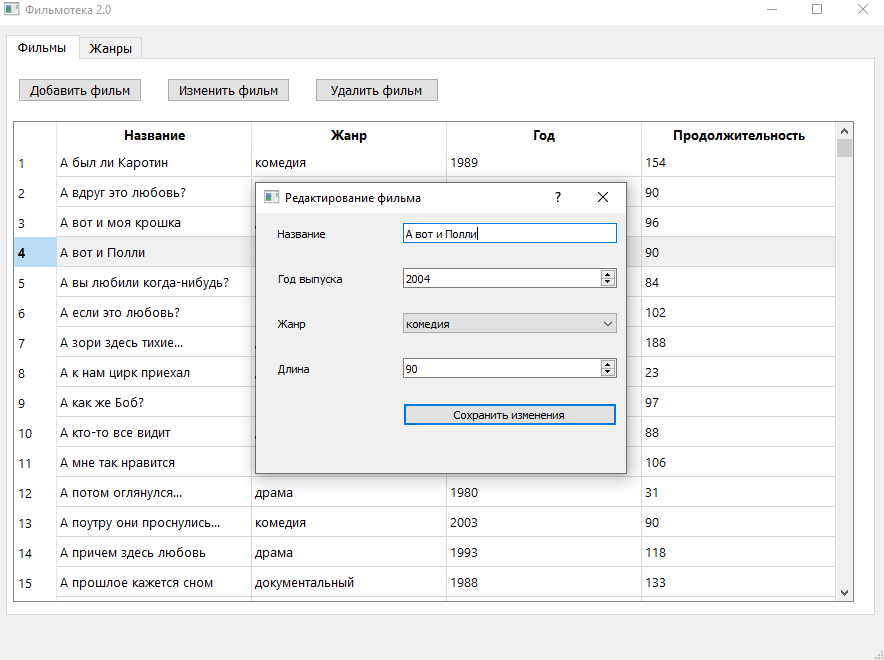 Фильмотека 2.0
Фильмы Жанры
Добавить фильм Изменить фильм Удалить фильм
Название Жанр Год Продолжительность
1 А был ли Каротин комедия 1989 154
2 А вдруг это любовь? 90
3 А вот и моя крошка 96
4 А вот и Полли 90
5 А вы любили когда-нибудь? 84
6 А если это любовь? 102
7 А зори здесь тихие... 188
8 А к нам цирк приехал 23
9 А как же Боб? 97
10 А кто-то все видит 88
11 А мне так нравится 106
12 А потом оглянулся... драма 1980 31
13 А поутру они проснулись... комедия 2003 90
14 А причем здесь любовь драма 1993 118
15 А прошлое кажется сном документальный 1988 133
Редактирование фильма ?
Название А вот и Полли
Год выпуска 2004
Жанр комедия
Длина 90
Сохранить изменения